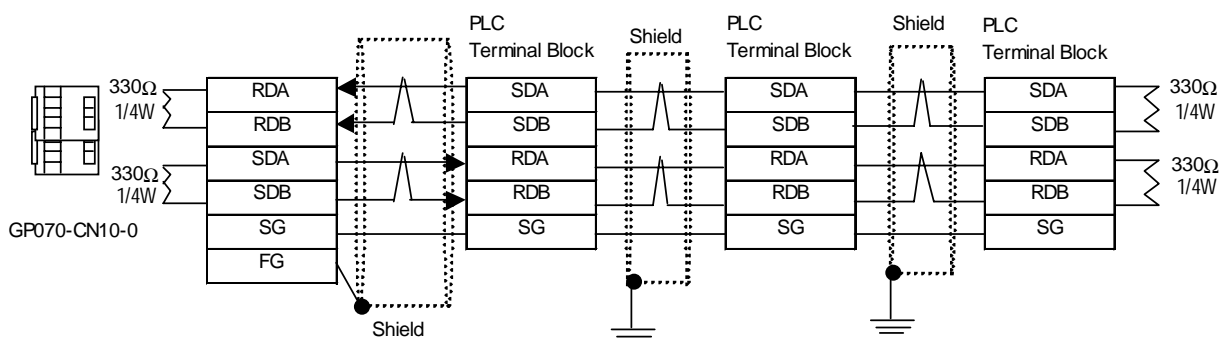 330Ω
1/4W
330Ω
1/4W
GP070-CN10-0
RDA
RDB
SDA
SDB
SG
FG
Shield
PLC
Terminal Block
SDA
SDB
RDA
RDB
SG
Shield
PLC
Terminal Block
SDA
SDB
RDA
RDB
SG
Shield
PLC
Terminal Block
SDA
SDB
RDA
RDB
SG
330Ω
1/4W
330Ω
1/4W